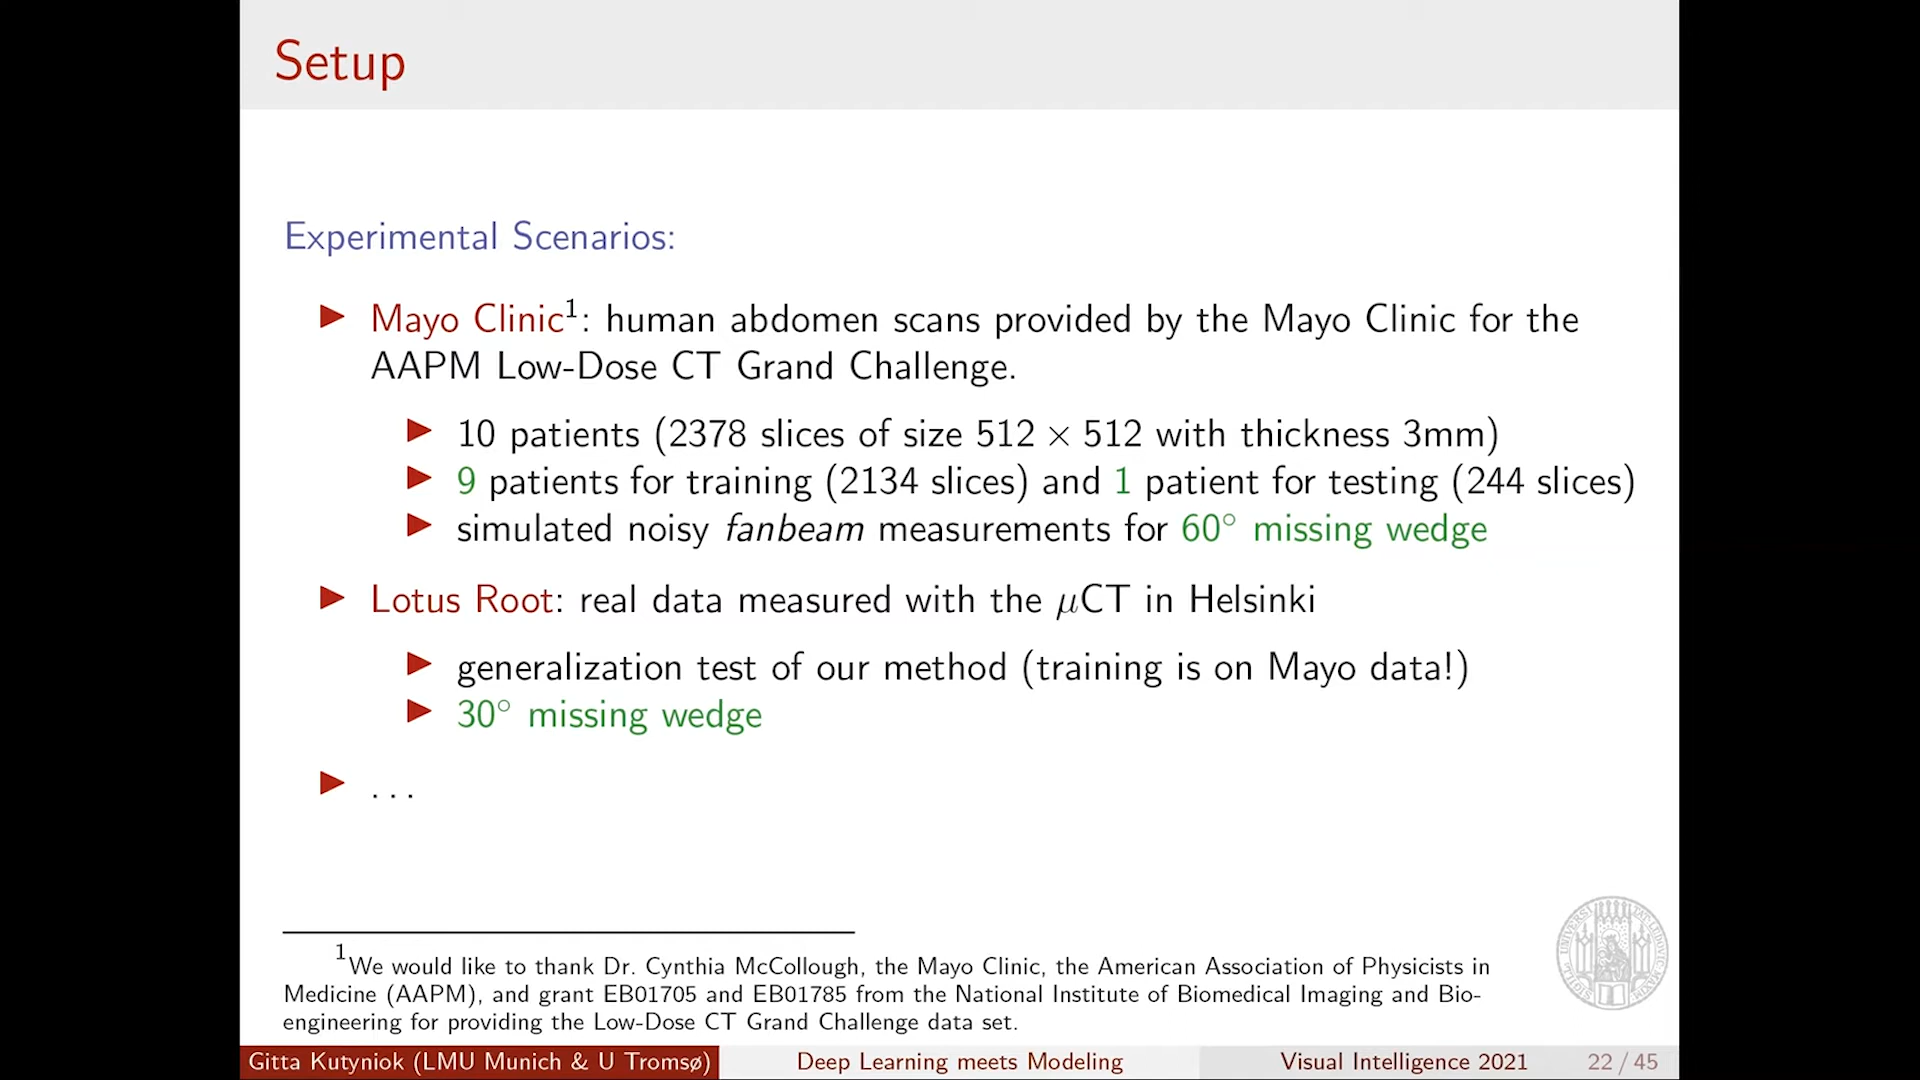 Setup
Experimental Scenarios:
▶ Mayo Clinic¹: human abdomen scans provided by the Mayo Clinic for the
AAPM Low-Dose CT Grand Challenge.
▶ 10 patients (2378 slices of size 512 × 512 with thickness 3mm)
▶ 9 patients for training (2134 slices) and 1 patient for testing (244 slices)
▶ simulated noisy fanbeam measurements for 60° missing wedge
▶ Lotus Root: real data measured with the μCT in Helsinki
▶ generalization test of our method (training is on Mayo data!)
▶ 30° missing wedge
▶ . . .
¹We would like to thank Dr. Cynthia McCollough, the Mayo Clinic, the American Association of Physicists in
Medicine (AAPM), and grant EB01705 and EB01785 from the National Institute of Biomedical Imaging and Bio-
engineering for providing the Low-Dose CT Grand Challenge data set.
Gitta Kutyniok (LMU Munich & U Tromsø) Deep Learning meets Modeling Visual Intelligence 2021 22 / 45